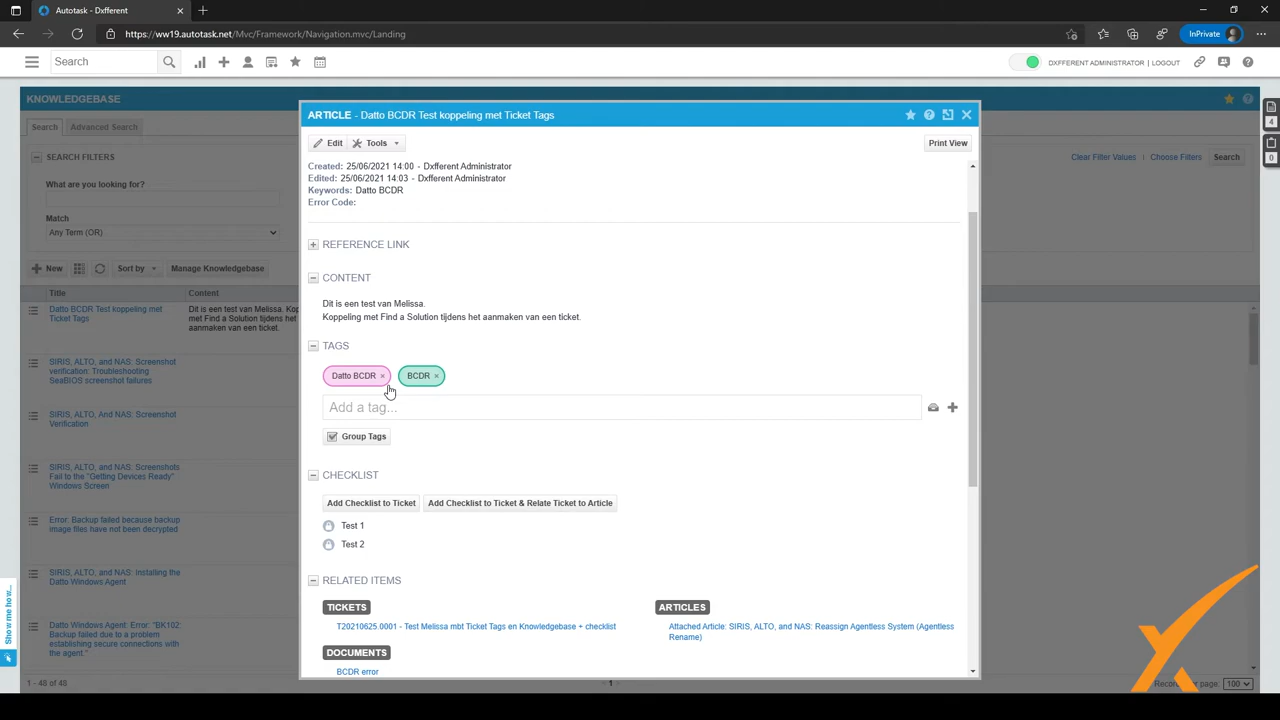 Autotask - Dxfferent
https://ww19.autotask.net/Mvc/Framework/Navigation.mvc/Landing
InPrivate
Search
DXFFERENT ADMINISTRATOR | LOGOUT
KNOWLEDGEBASE
Search
Advanced Search
SEARCH FILTERS
Clear Filter Values
Choose Filters
Search
What are you looking for?
Match
Any Term (OR)
New
Sort by
Manage Knowledgebase
Title
Content
Datto BCDR Test koppeling met
Ticket Tags
Dit is een test van Melissa. Kop
tijdens het
aanmaken van een ticket.
SIRIS, ALTO, and NAS: Screenshot
verification: Troubleshooting
SeaBIOS screenshot failures
SIRIS, ALTO, And NAS: Screenshot
Verification
SIRIS, ALTO, and NAS: Screenshots
Fail to the "Getting Devices Ready"
Windows Screen
Error: Backup failed because backup
image files have not been decrypted
SIRIS, ALTO, and NAS: Installing the
Datto Windows Agent
Datto Windows Agent: Error: "BK102:
Backup failed due to a problem
establishing secure connections with
the agent."
1 - 48 of 48
1
per page:
100
4
0
Show me how...
ARTICLE - Datto BCDR Test koppeling met Ticket Tags
Edit
Tools
Print View
Created: 25/06/2021 14:00 - Dxfferent Administrator
Edited: 25/06/2021 14:03 - Dxfferent Administrator
Keywords: Datto BCDR
Error Code:
REFERENCE LINK
CONTENT
Dit is een test van Melissa.
Koppeling met Find a Solution tijdens het aanmaken van een ticket.
TAGS
Datto BCDR ×
BCDR ×
Add a tag...
Group Tags
CHECKLIST
Add Checklist to Ticket
Add Checklist to Ticket & Relate Ticket to Article
Test 1
Test 2
RELATED ITEMS
TICKETS
T20210625.0001 - Test Melissa mbt Ticket Tags en Knowledgebase + checklist
ARTICLES
Attached Article: SIRIS, ALTO, and NAS: Reassign Agentless System (Agentless
Rename)
DOCUMENTS
BCDR error